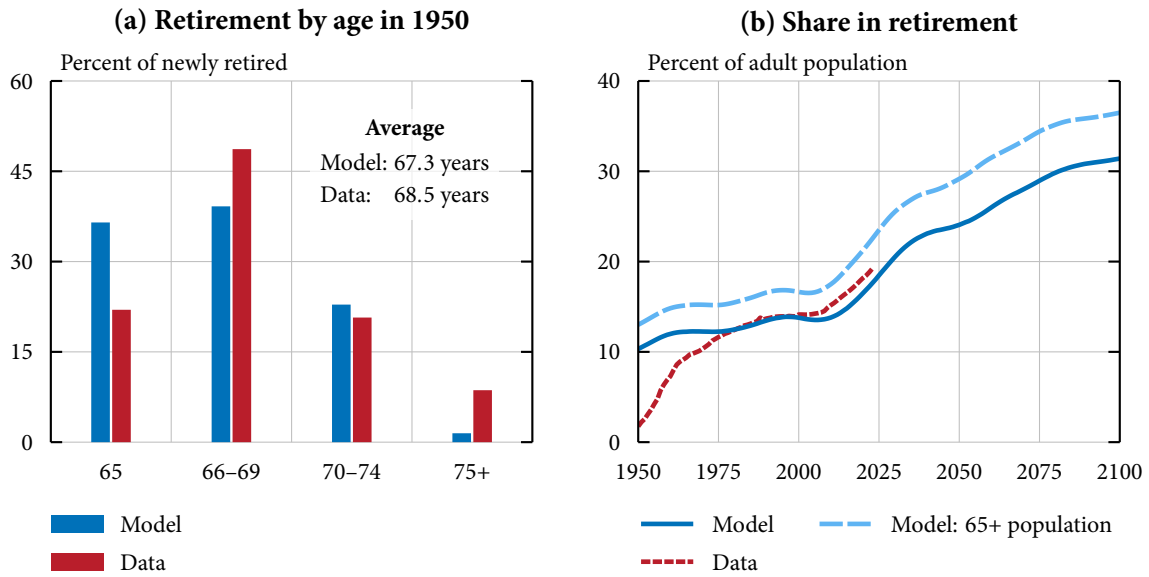 (a) Retirement by age in 1950
Percent of newly retired
60
45
30
15
0
Average
Model: 67.3 years
Data: 68.5 years
65 66–69 70–74 75+
Model
Data
(b) Share in retirement
Percent of adult population
40
30
20
10
0
1950 1975 2000 2025 2050 2075 2100
Model Model: 65+ population
Data